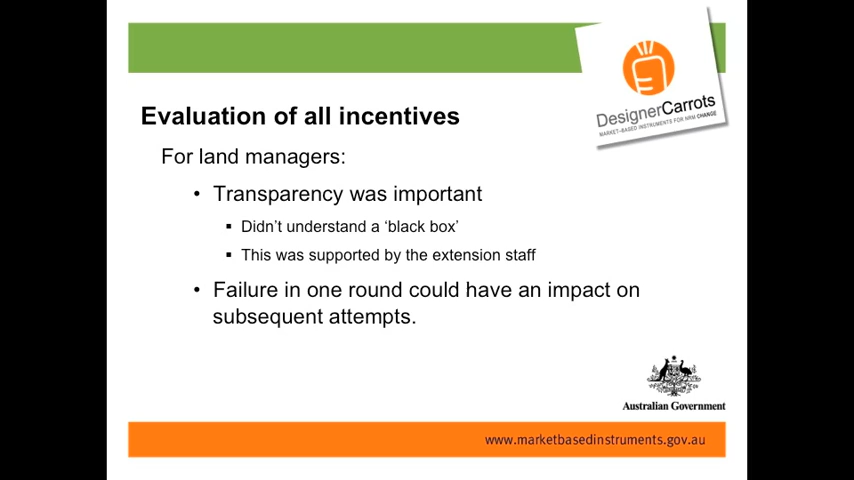 DesignerCarrots
MARKET-BASED INSTRUMENTS FOR NRM CHANGE
Evaluation of all incentives
For land managers:
• Transparency was important
▪ Didn’t understand a ‘black box’
▪ This was supported by the extension staff
• Failure in one round could have an impact on
subsequent attempts.
Australian Government
www.marketbasedinstruments.gov.au